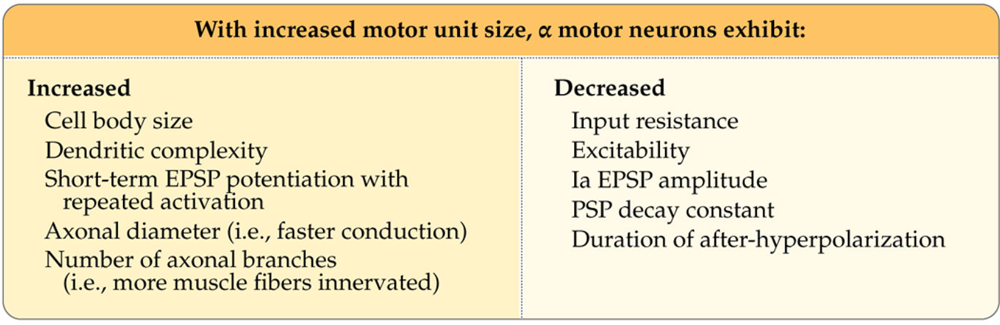 With increased motor unit size, α motor neurons exhibit:
Increased
Cell body size
Dendritic complexity
Short-term EPSP potentiation with
repeated activation
Axonal diameter (i.e., faster conduction)
Number of axonal branches
(i.e., more muscle fibers innervated)
Decreased
Input resistance
Excitability
Ia EPSP amplitude
PSP decay constant
Duration of after-hyperpolarization